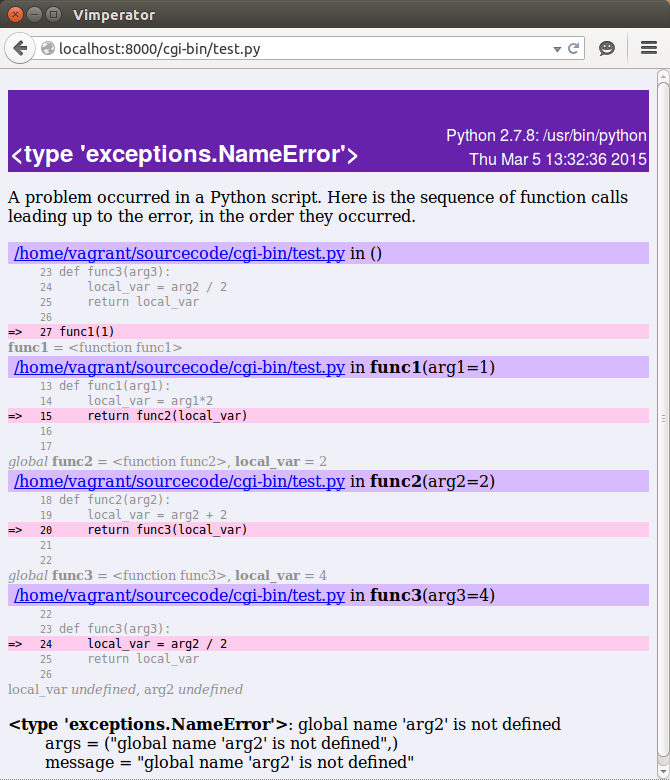 Vimperator
localhost:8000/cgi-bin/test.py
Python 2.7.8: /usr/bin/python
<type 'exceptions.NameError'>
Thu Mar 5 13:32:36 2015
A problem occurred in a Python script. Here is the sequence of function calls
leading up to the error, in the order they occurred.
/home/vagrant/sourcecode/cgi-bin/test.py in ()
23 def func3(arg3):
24     local_var = arg2 / 2
25     return local_var
26
=> 27 func1(1)
func1 = <function func1>
/home/vagrant/sourcecode/cgi-bin/test.py in func1(arg1=1)
13 def func1(arg1):
14     local_var = arg1*2
=> 15     return func2(local_var)
16
17
global func2 = <function func2>, local_var = 2
/home/vagrant/sourcecode/cgi-bin/test.py in func2(arg2=2)
18 def func2(arg2):
19     local_var = arg2 + 2
=> 20     return func3(local_var)
21
22
global func3 = <function func3>, local_var = 4
/home/vagrant/sourcecode/cgi-bin/test.py in func3(arg3=4)
22
23 def func3(arg3):
=> 24     local_var = arg2 / 2
25     return local_var
26
local_var undefined, arg2 undefined
<type 'exceptions.NameError'>: global name 'arg2' is not defined
args = ("global name 'arg2' is not defined",)
message = "global name 'arg2' is not defined"